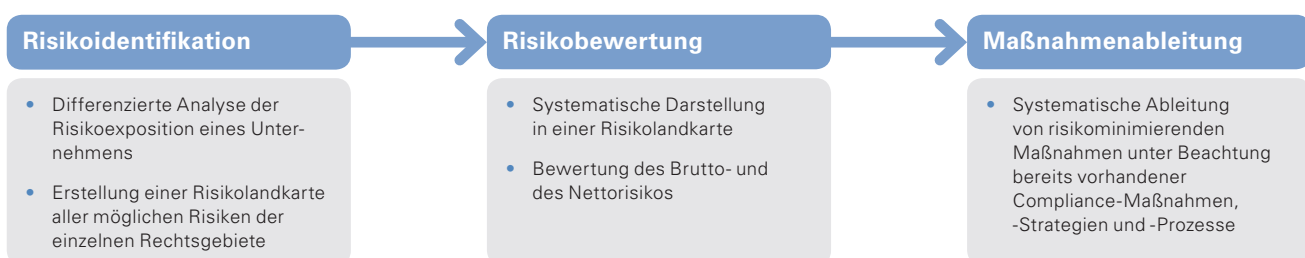 Risikoidentifikation
• Differenzierte Analyse der
Risikoexposition eines Unter-
nehmens
• Erstellung einer Risikolandkarte
aller möglichen Risiken der
einzelnen Rechtsgebiete
Risikobewertung
• Systematische Darstellung
in einer Risikolandkarte
• Bewertung des Brutto- und
des Nettorisikos
Maßnahmenableitung
• Systematische Ableitung
von risikominimierenden
Maßnahmen unter Beachtung
bereits vorhandener
Compliance-Maßnahmen,
-Strategien und -Prozesse